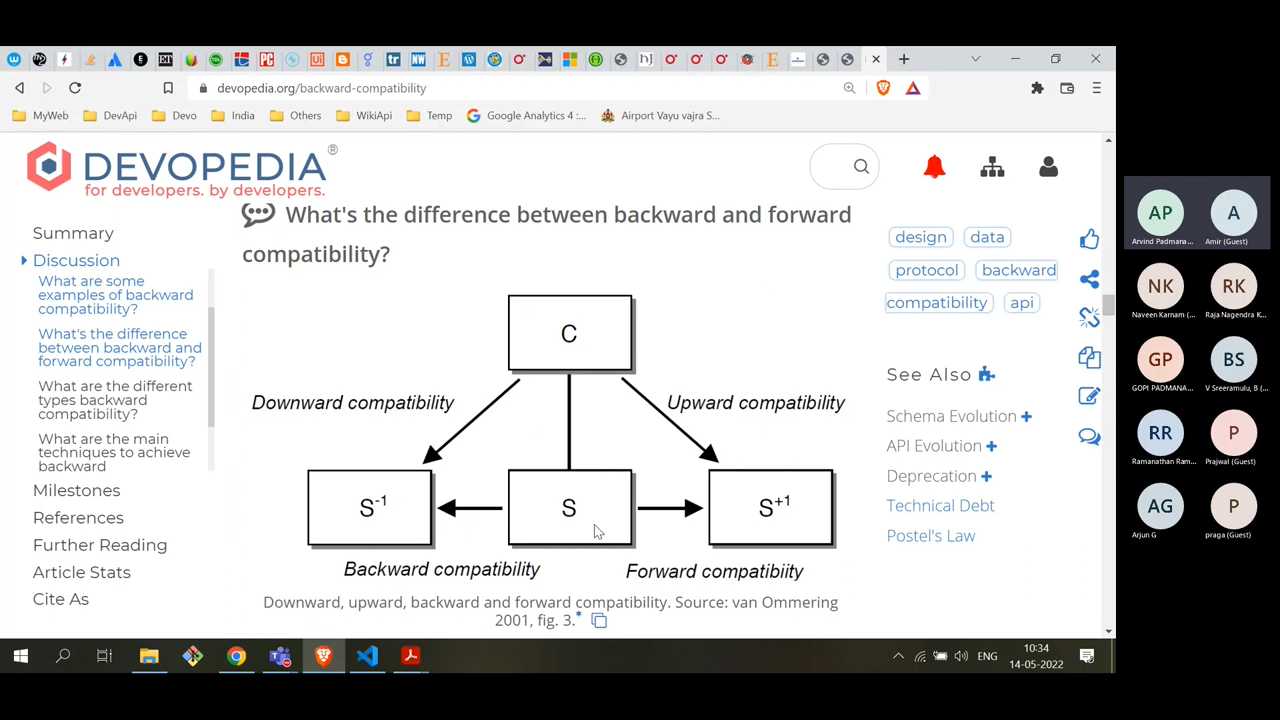 devopedia.org/backward-compatibility
MyWeb
DevApi
Devo
India
Others
WikiApi
Temp
Google Analytics 4 :...
Airport Vayu vajra S...
DEVOPEDIA ®
for developers. by developers.
Summary
Discussion
What are some
examples of backward
compatibility?
What's the difference
between backward and
forward compatibility?
What are the different
types backward
compatibility?
What are the main
techniques to achieve
backward
Milestones
References
Further Reading
Article Stats
Cite As
What's the difference between backward and forward
compatibility?
C
Downward compatibility
Upward compatibility
S-1
S
S+1
Backward compatibility
Forward compatibiity
Downward, upward, backward and forward compatibility. Source: van Ommering
2001, fig. 3.*
design
data
protocol
backward
compatibility
api
See Also
Schema Evolution +
API Evolution +
Deprecation +
Technical Debt
Postel's Law
AP
Arvind Padmana...
A
Amir (Guest)
NK
Naveen Karnam (...
RK
Raja Nagendra K...
GP
GOPI PADMANA...
BS
V Sreeramulu, B (...
RR
Ramanathan Ram...
P
Prajwal (Guest)
AG
Arjun G
P
praga (Guest)
ENG
10:34
14-05-2022